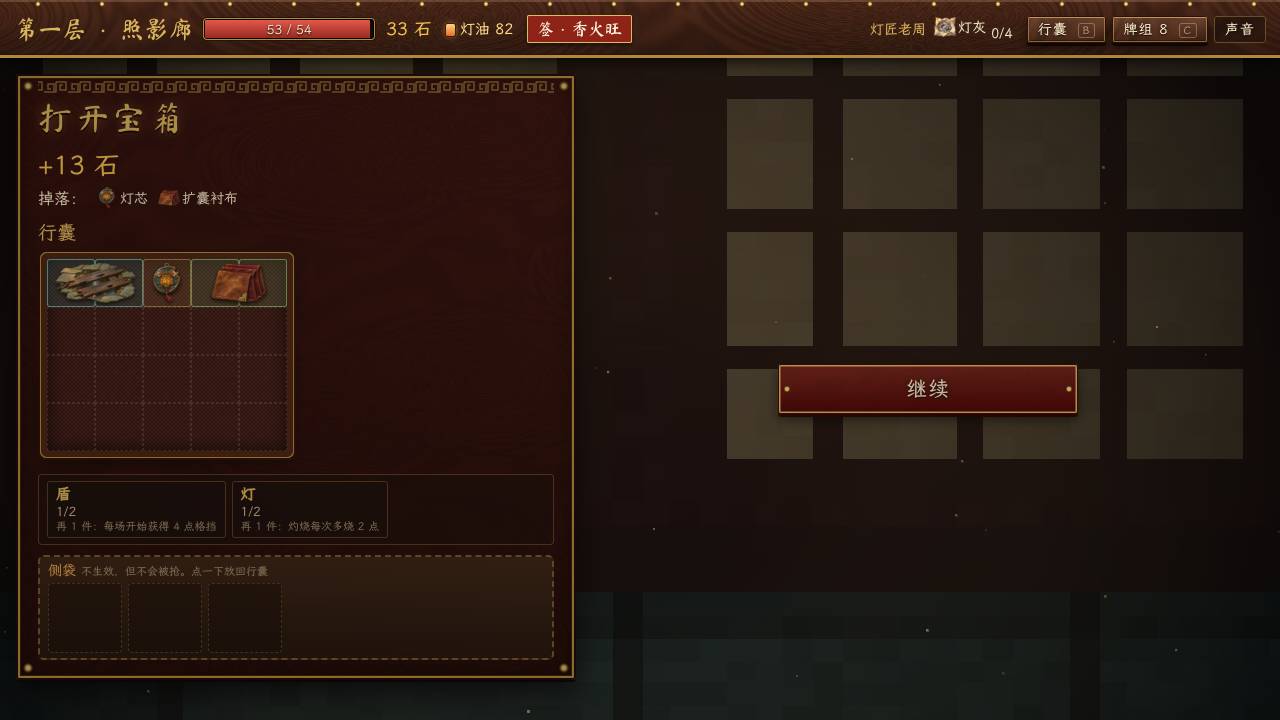 第一层 · 照影廊
53 / 54
33 石
灯油 82
签 · 香火旺
灯匠老周
灯灰 0/4
行囊 B
牌组 8 C
声音
打开宝箱
+13 石
掉落: 灯芯 扩囊衬布
行囊
盾
1/2
再 1 件: 每场开始获得 4 点格挡
灯
1/2
再 1 件: 灼烧每次多烧 2 点
侧袋 不生效, 但不会被抢。点一下放回行囊
继续